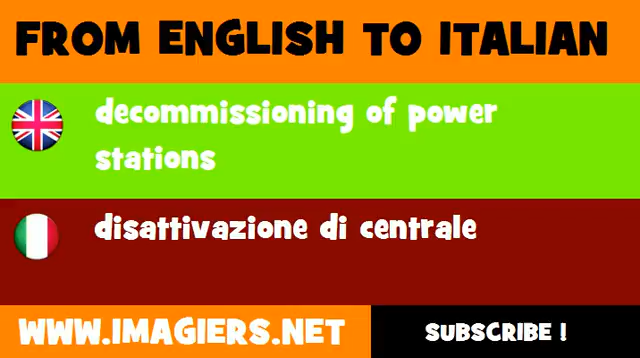 FROM ENGLISH TO ITALIAN
decommissioning of power
stations
disattivazione di centrale
WWW.IMAGIERS.NET
SUBSCRIBE !